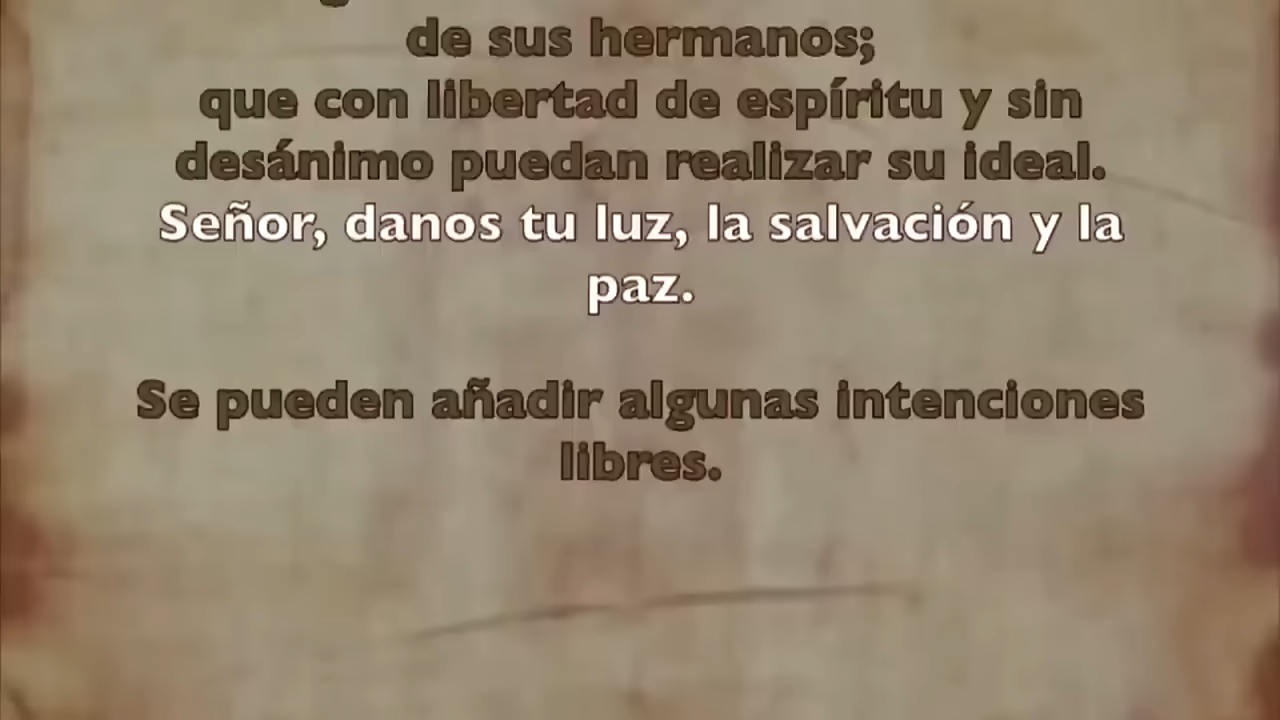 de sus hermanos;
que con libertad de espíritu y sin
desánimo puedan realizar su ideal.
Señor, danos tu luz, la salvación y la
paz.
Se pueden añadir algunas intenciones
libres.